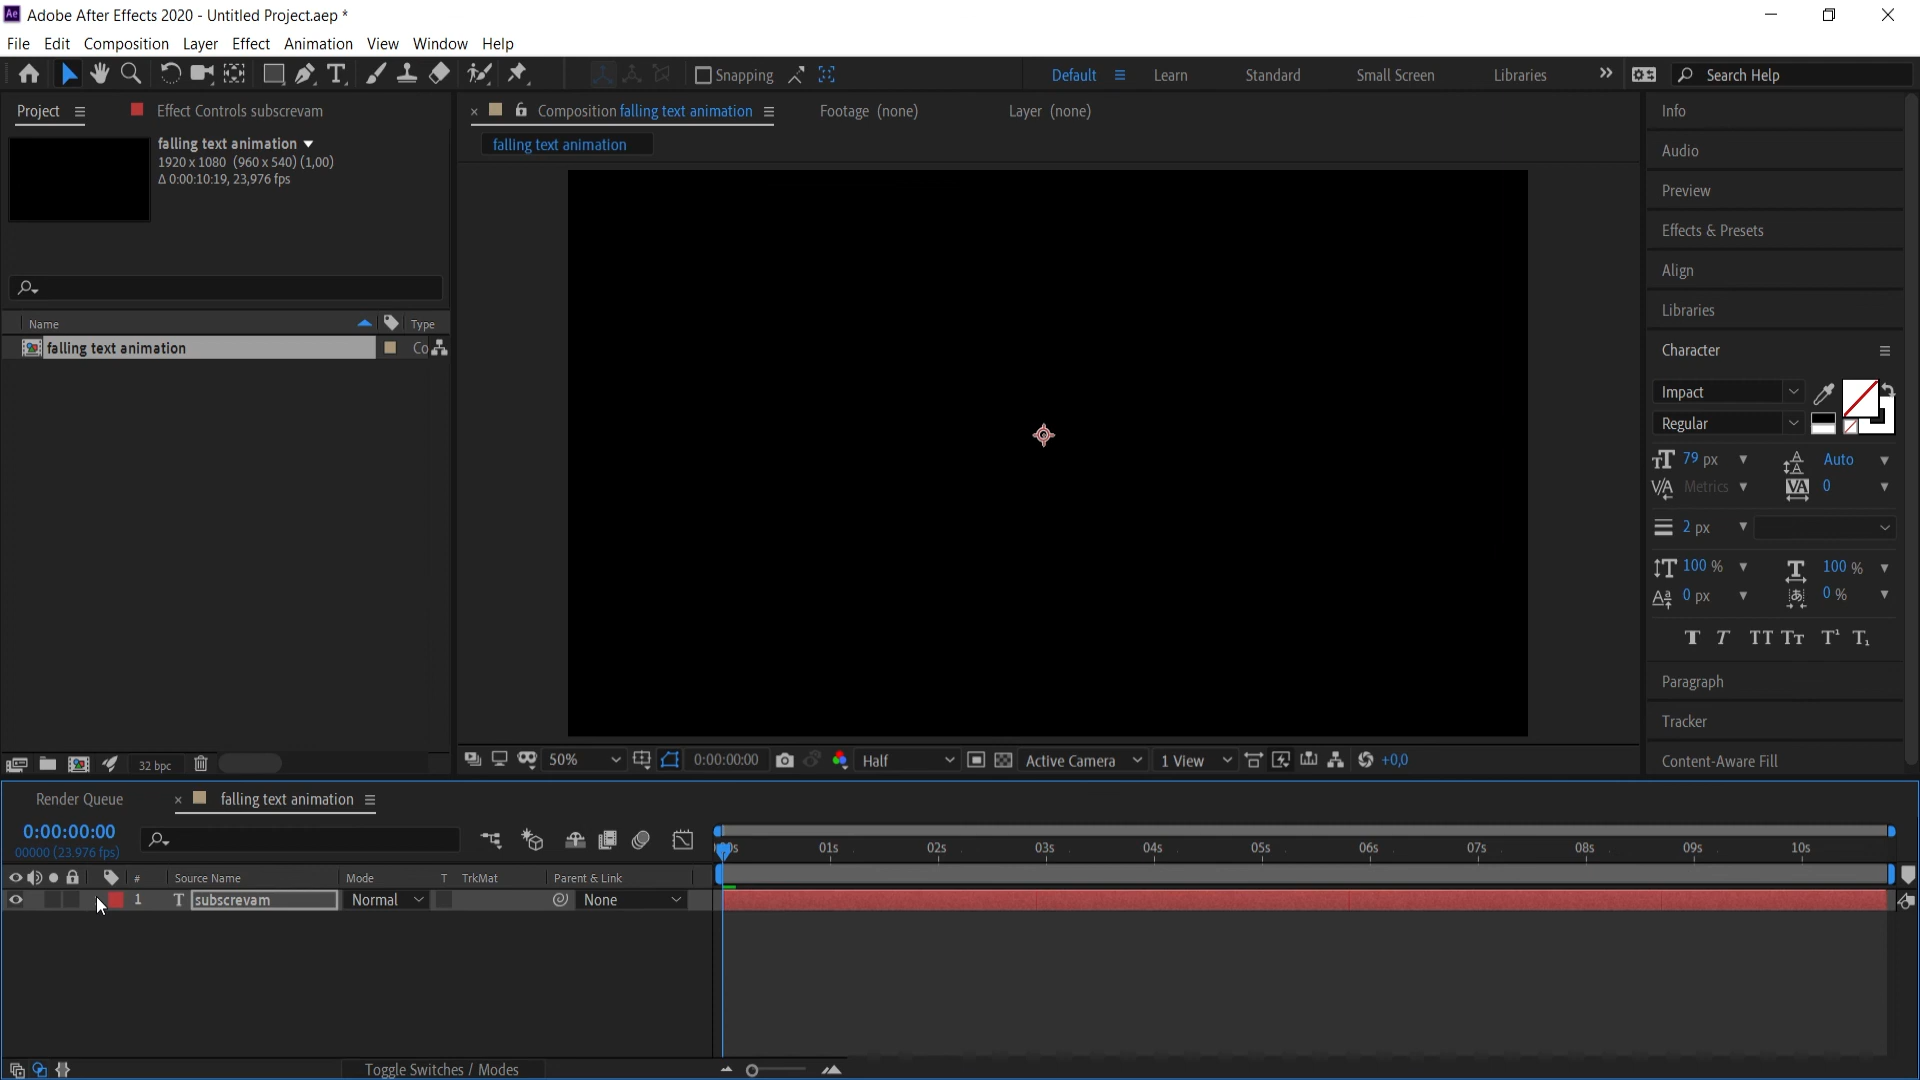 Ae Adobe After Effects 2020 - Untitled Project.aep *
File Edit Composition Layer Effect Animation View Window Help
Snapping Default Learn Standard Small Screen Libraries Search Help
Project Effect Controls subscrevam
Composition falling text animation Footage (none) Layer (none)
falling text animation
falling text animation
1920 x 1080 (960 x 540) (1,00)
Δ 0:00:10:19, 23,976 fps
Name Type
falling text animation Co
32 bpc
50% 0:00:00:00 Half Active Camera 1 View +0,0
Info
Audio
Preview
Effects & Presets
Align
Libraries
Character
Impact
Regular
79 px Auto
Metrics 0
2 px
100 % 100 %
0 px 0 %
Paragraph
Tracker
Content-Aware Fill
Render Queue falling text animation
0:00:00:00
00000 (23.976 fps)
01s 02s 03s 04s 05s 06s 07s 08s 09s 10s
# Source Name Mode T TrkMat Parent & Link
1 T subscrevam Normal None
Toggle Switches / Modes